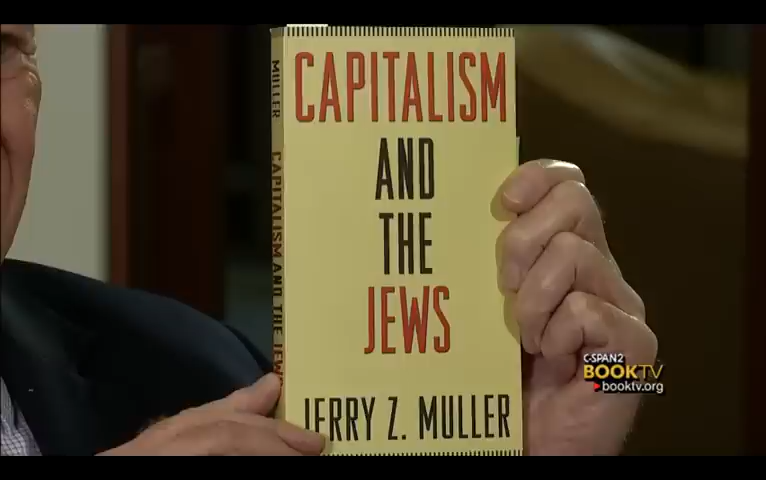 CAPITALISM
AND
THE
JEWS
JERRY Z. MULLER
MULLER
CAPITALISM AND THE JEWS
C-SPAN2
BOOKTV
booktv.org